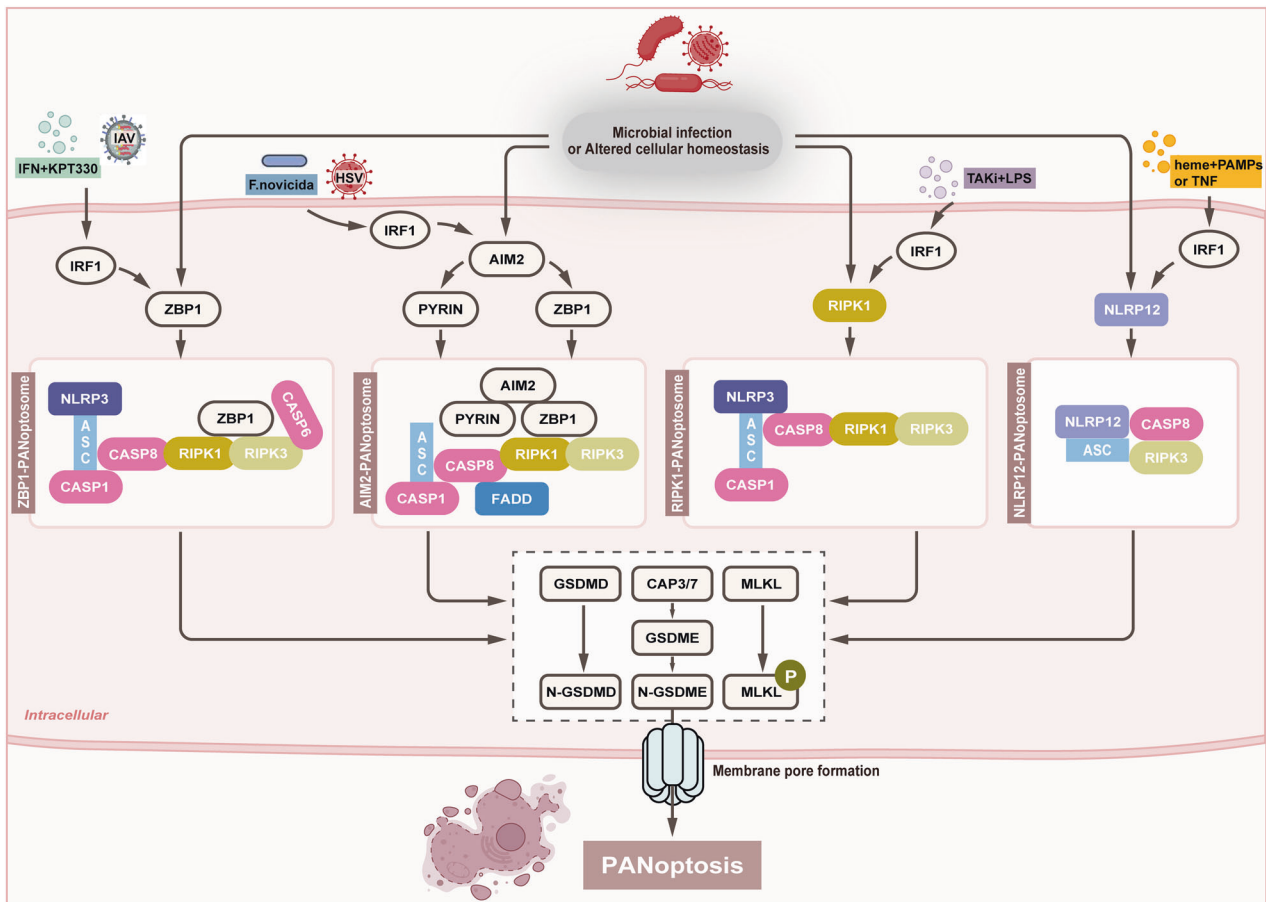 Microbial infection
or Altered cellular homeostasis
IAV
IFN+KPT330
F.novicida
HSV
TAKi+LPS
heme+PAMPs
or TNF
IRF1
IRF1
IRF1
IRF1
AIM2
ZBP1
PYRIN
ZBP1
RIPK1
NLRP12
ZBP1-PANoptosome
NLRP3
ASC
ZBP1
CASP6
CASP8
RIPK1
RIPK3
CASP1
AIM2-PANoptosome
AIM2
PYRIN
ZBP1
ASC
CASP8
RIPK1
RIPK3
CASP1
FADD
RIPK1-PANoptosome
NLRP3
ASC
CASP8
RIPK1
RIPK3
CASP1
NLRP12-PANoptosome
NLRP12
CASP8
ASC
RIPK3
GSDMD
CAP3/7
MLKL
GSDME
P
N-GSDMD
N-GSDME
MLKL
Intracellular
Membrane pore formation
PANoptosis